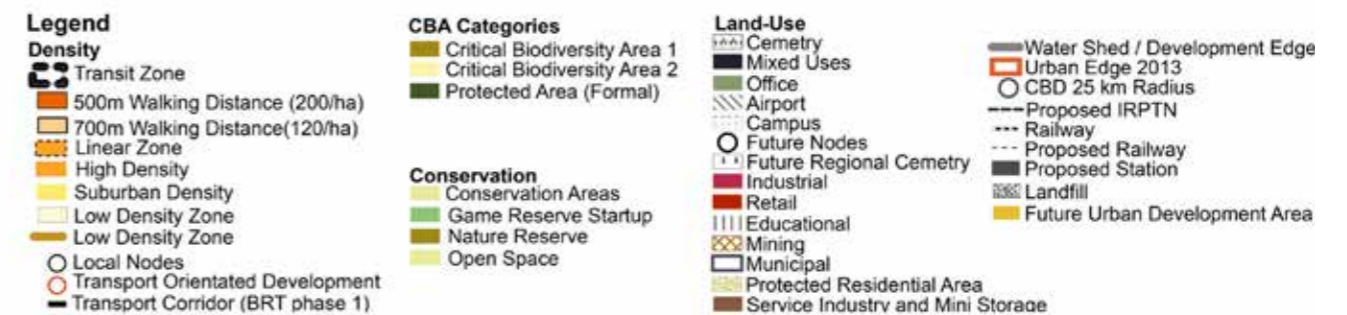 Legend
Density
Transit Zone
500m Walking Distance (200/ha)
700m Walking Distance(120/ha)
Linear Zone
High Density
Suburban Density
Low Density Zone
Low Density Zone
Local Nodes
Transport Orientated Development
Transport Corridor (BRT phase 1)
CBA Categories
Critical Biodiversity Area 1
Critical Biodiversity Area 2
Protected Area (Formal)
Conservation
Conservation Areas
Game Reserve Startup
Nature Reserve
Open Space
Land-Use
Cemetry
Mixed Uses
Office
Airport
Campus
Future Nodes
Future Regional Cemetry
Industrial
Retail
Educational
Mining
Municipal
Protected Residential Area
Service Industry and Mini Storage
Water Shed / Development Edge
Urban Edge 2013
CBD 25 km Radius
Proposed IRPTN
Railway
Proposed Railway
Proposed Station
Landfill
Future Urban Development Area